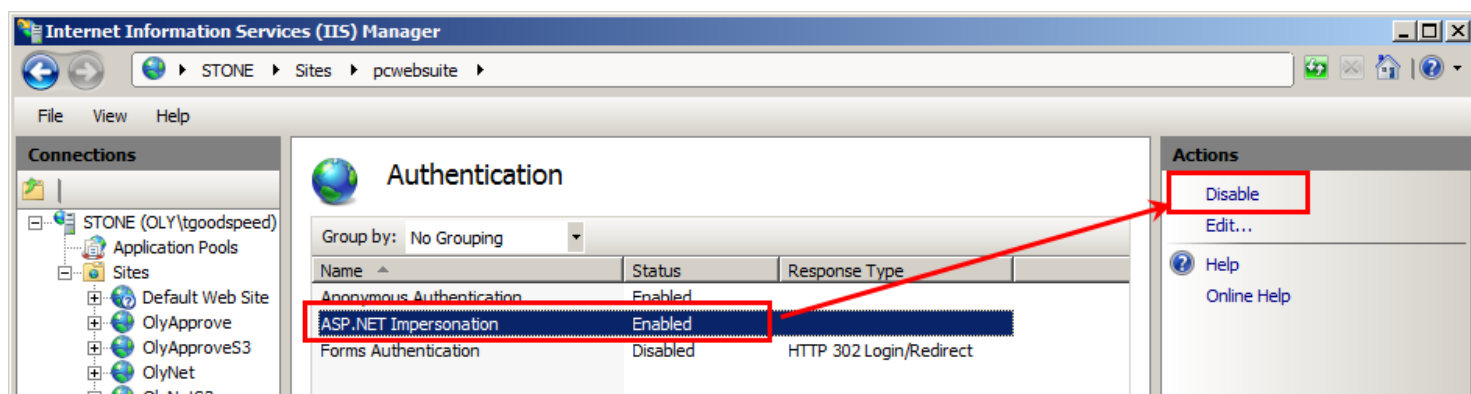 Internet Information Services (IIS) Manager
STONE Sites pcwebsuite
File View Help
Connections
STONE (OLY\tgoodspeed)
Application Pools
Sites
Default Web Site
OlyApprove
OlyApproveS3
OlyNet
Authentication
Group by: No Grouping
Name Status Response Type
Anonymous Authentication Enabled
ASP.NET Impersonation Enabled
Forms Authentication Disabled HTTP 302 Login/Redirect
Actions
Disable
Edit...
Help
Online Help